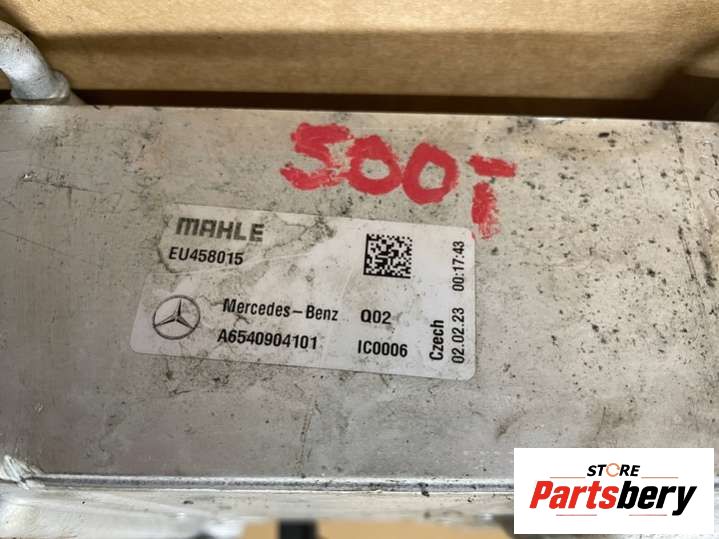 500T
MAHLE
EU458015
Mercedes-Benz Q02
A6540904101 IC0006
Czech
02.02.23 00:17:43
STORE
Partsbery